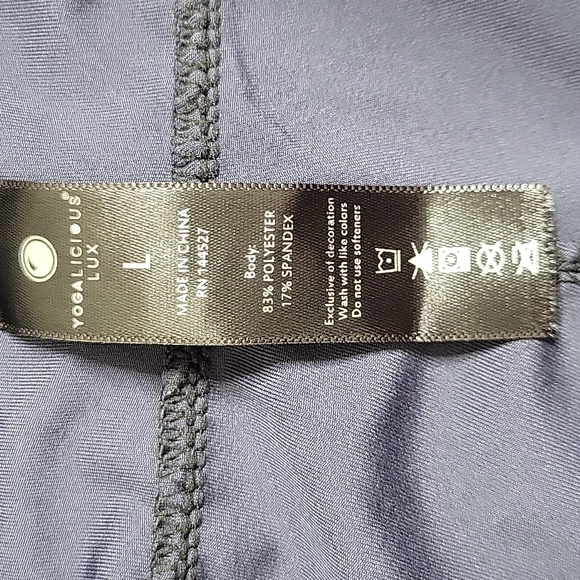 YOGALICIOUS®
LUX
L
MADE IN CHINA
RN 144527
Body:
83% POLYESTER
17% SPANDEX
Exclusive of decoration
Wash with like colors
Do not use softeners